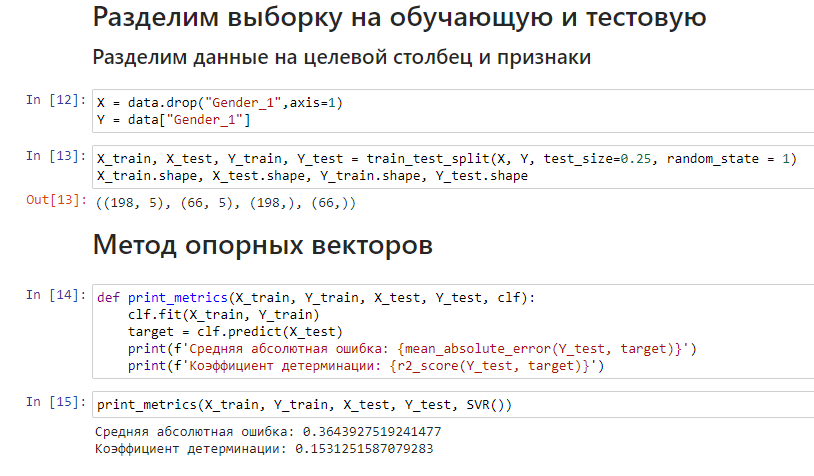 Разделим выборку на обучающую и тестовую
Разделим данные на целевой столбец и признаки
In [12]: X = data.drop("Gender_1",axis=1)
Y = data["Gender_1"]
In [13]: X_train, X_test, Y_train, Y_test = train_test_split(X, Y, test_size=0.25, random_state = 1)
X_train.shape, X_test.shape, Y_train.shape, Y_test.shape
Out[13]: ((198, 5), (66, 5), (198,), (66,))
Метод опорных векторов
In [14]: def print_metrics(X_train, Y_train, X_test, Y_test, clf):
    clf.fit(X_train, Y_train)
    target = clf.predict(X_test)
    print(f'Средняя абсолютная ошибка: {mean_absolute_error(Y_test, target)}')
    print(f'Коэффициент детерминации: {r2_score(Y_test, target)}')
In [15]: print_metrics(X_train, Y_train, X_test, Y_test, SVR())
Средняя абсолютная ошибка: 0.3643927519241477
Коэффициент детерминации: 0.1531251587079283